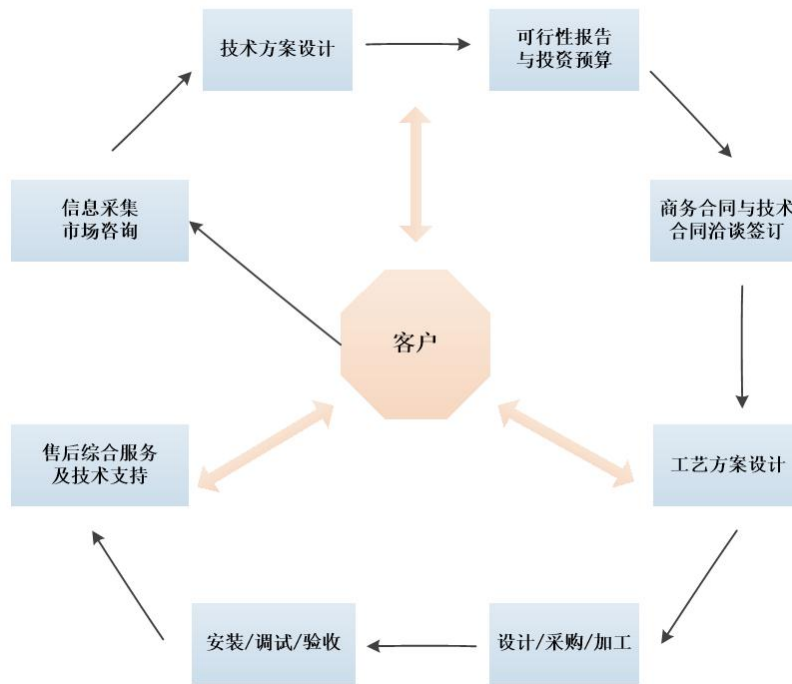 技术方案设计
可行性报告
与投资预算
信息采集
市场咨询
商务合同与技术
合同洽谈签订
客户
售后综合服务
及技术支持
工艺方案设计
安装/调试/验收
设计/采购/加工